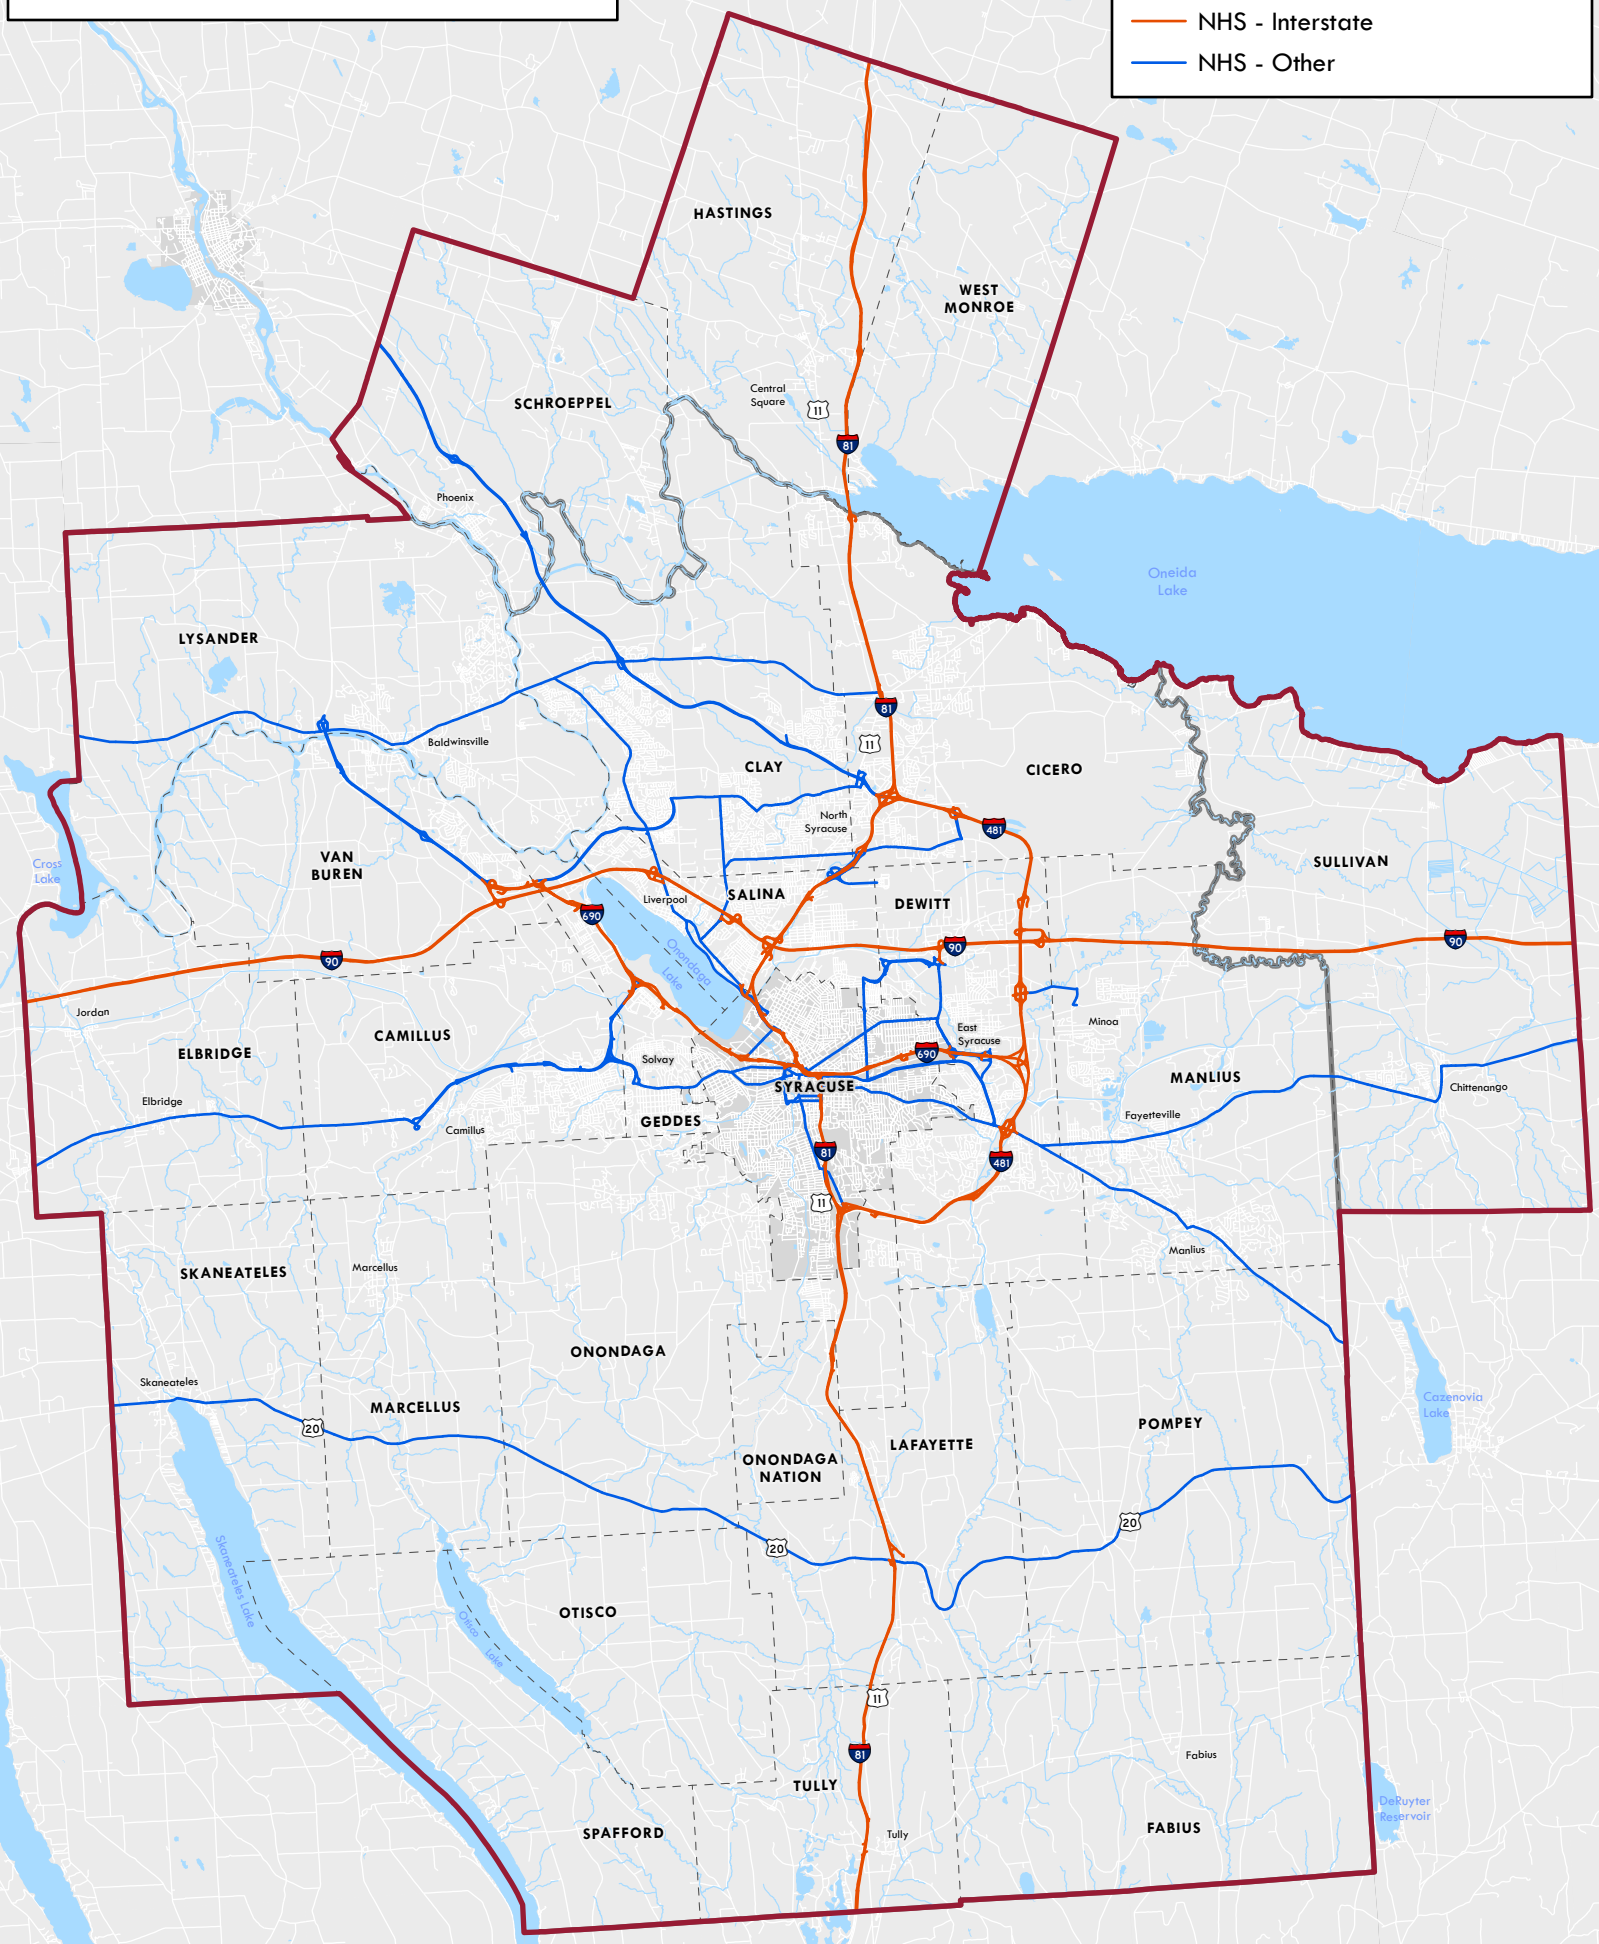 NHS - Interstate
NHS - Other
HASTINGS
WEST
MONROE
SCHROEPPEL
Central
Square
11
81
Phoenix
Oneida
Lake
LYSANDER
81
11
Baldwinsville
CLAY
CICERO
North
Syracuse
481
VAN
BUREN
Cross
Lake
SULLIVAN
SALINA
Liverpool
DEWITT
690
90
90
90
Onondaga
Lake
Jordan
Minoa
CAMILLUS
East
Syracuse
ELBRIDGE
690
Solvay
MANLIUS
SYRACUSE
Chittenango
Elbridge
Fayetteville
GEDDES
Camillus
81
481
11
Manlius
SKANEATELES
Marcellus
ONONDAGA
Skaneateles
Cazenovia
Lake
MARCELLUS
20
POMPEY
LAFAYETTE
ONONDAGA
NATION
20
20
Skaneateles Lake
OTISCO
Otisco
Lake
11
81
Fabius
TULLY
DeRuyter
Reservoir
SPAFFORD
Tully
FABIUS